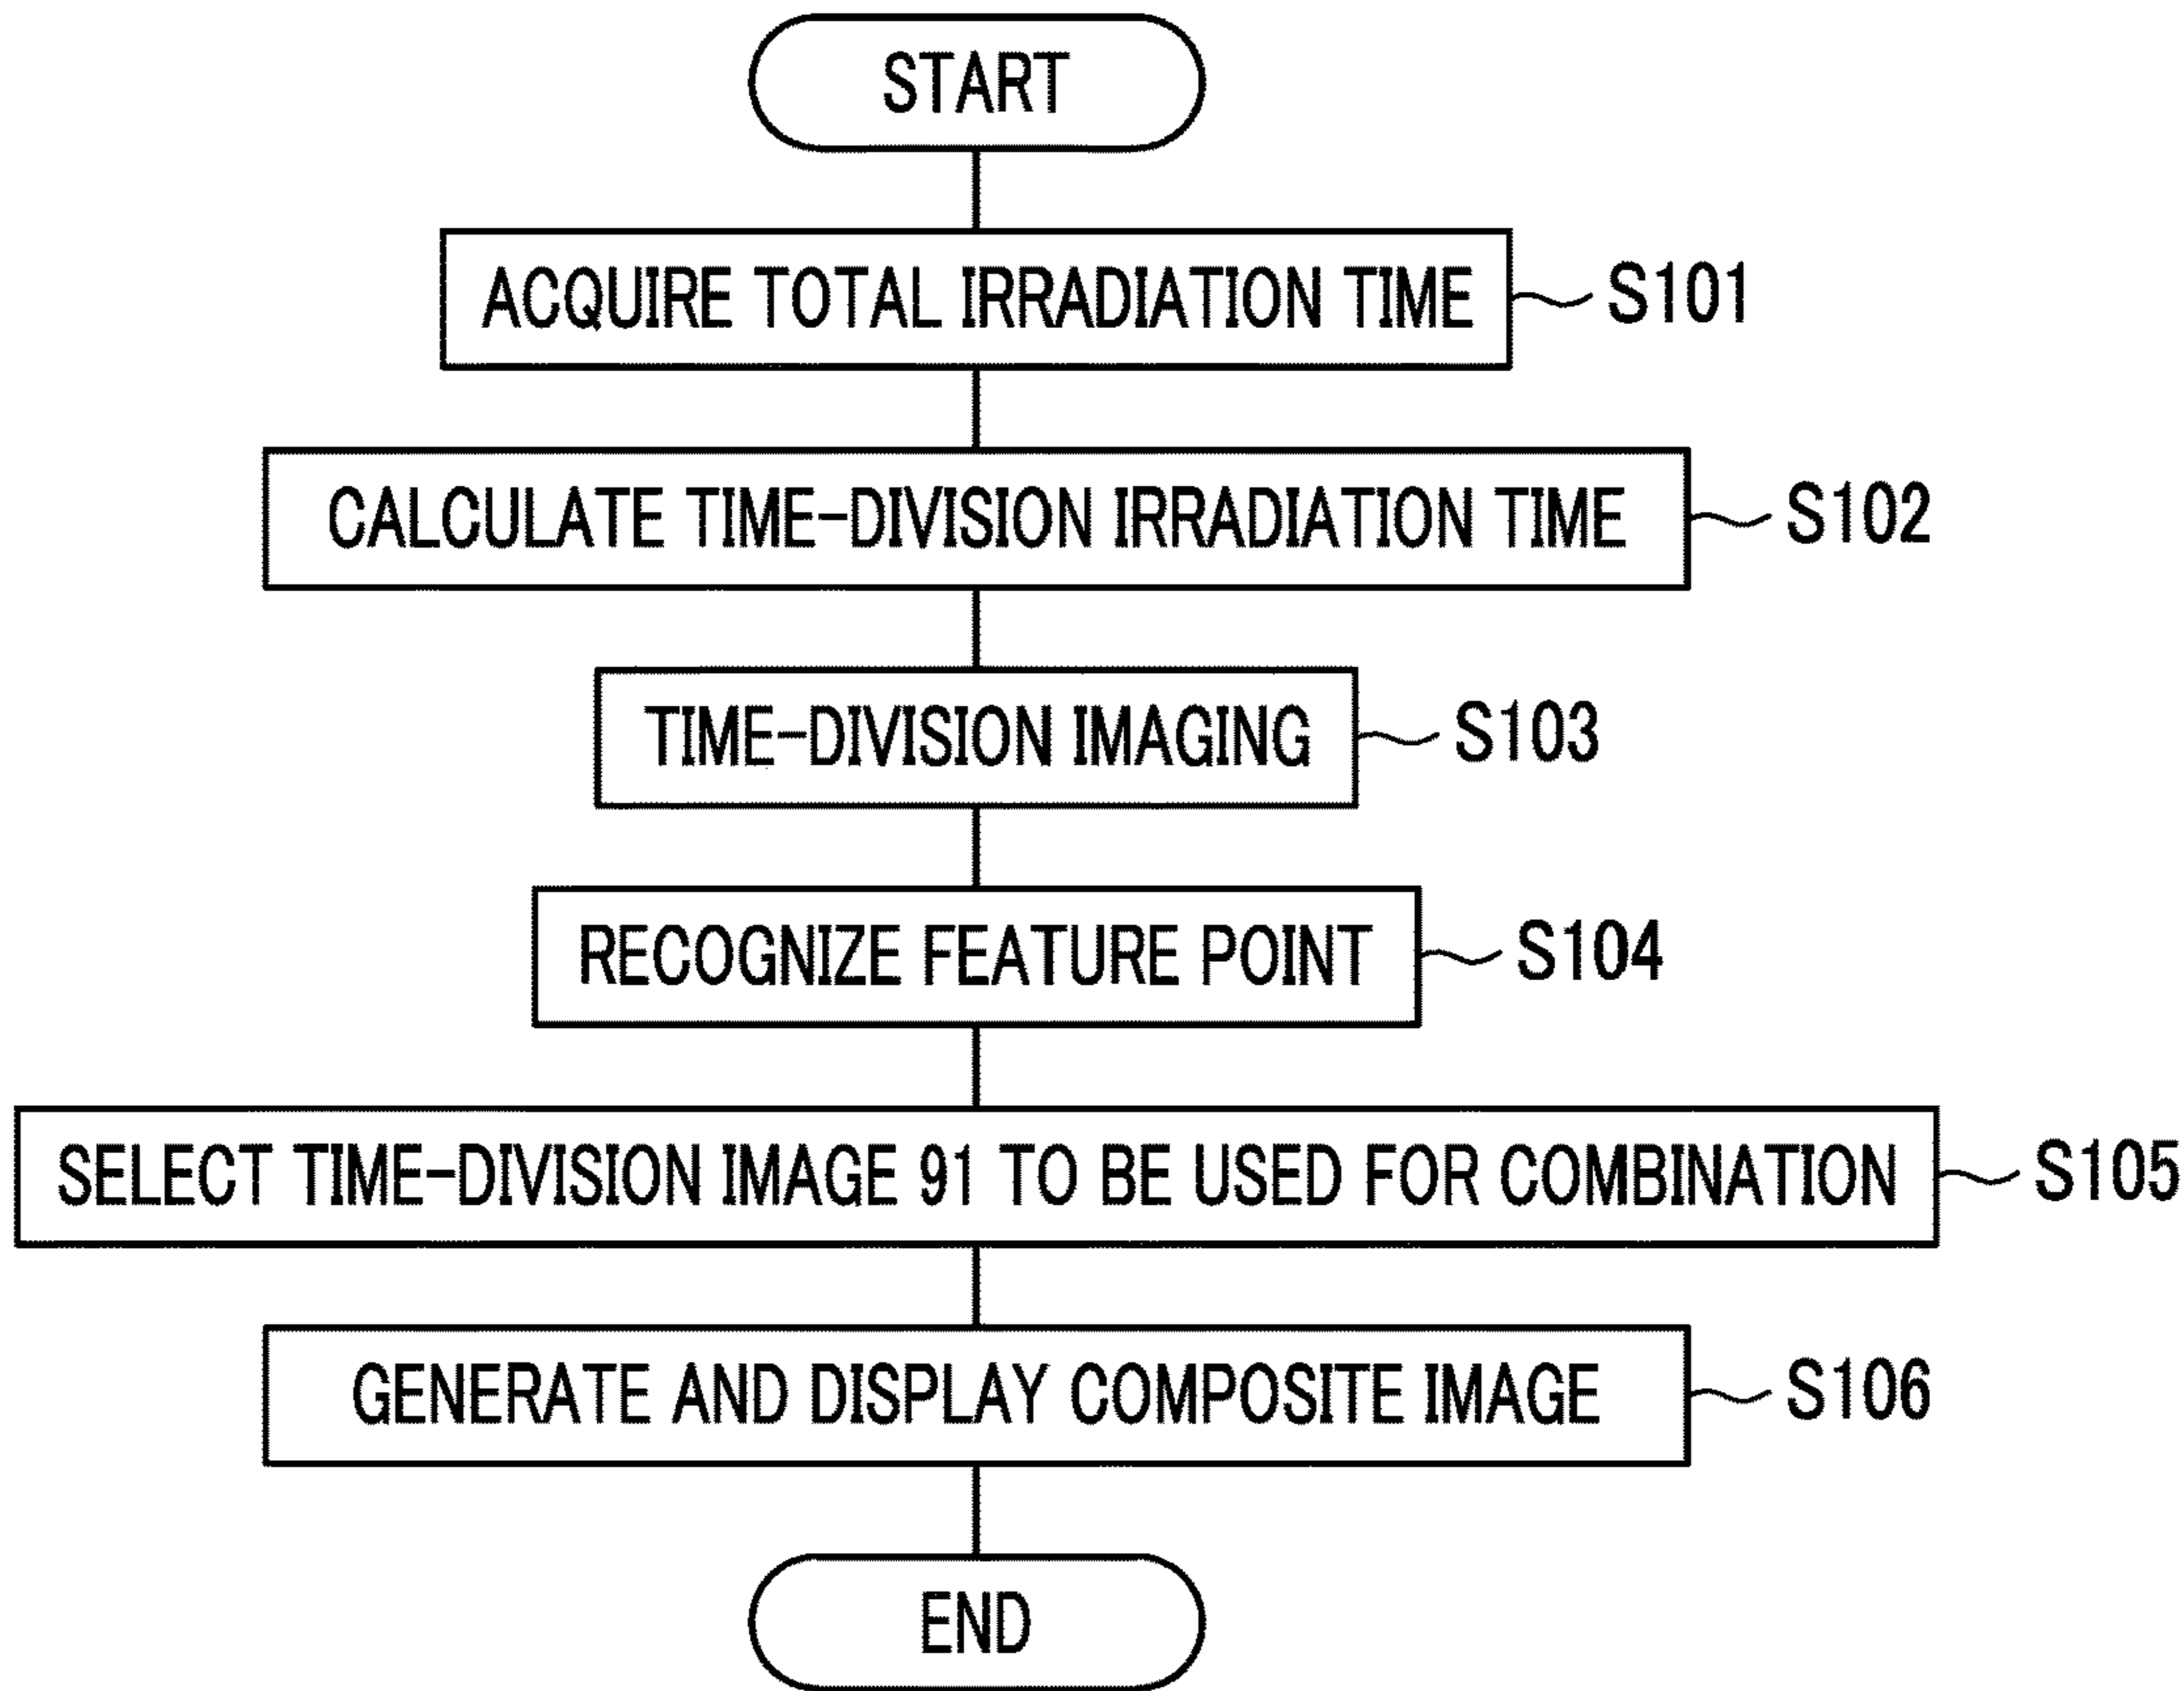 START
ACQUIRE TOTAL IRRADIATION TIME S101
CALCULATE TIME-DIVISION IRRADIATION TIME S102
TIME-DIVISION IMAGING S103
RECOGNIZE FEATURE POINT S104
SELECT TIME-DIVISION IMAGE 91 TO BE USED FOR COMBINATION S105
GENERATE AND DISPLAY COMPOSITE IMAGE S106
END